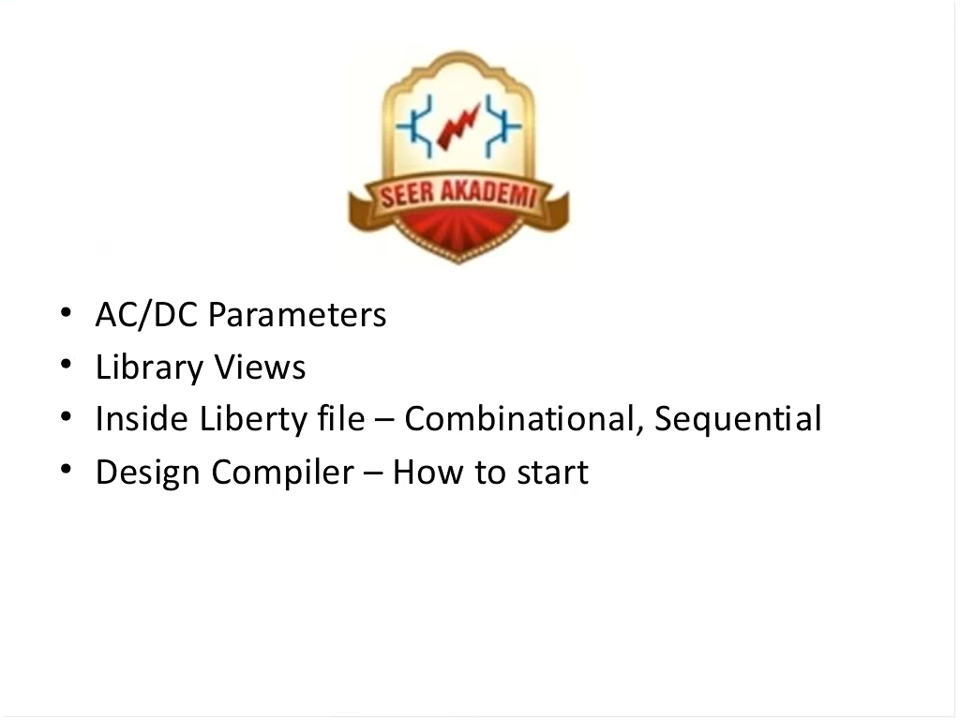 SEER AKADEMI
• AC/DC Parameters
• Library Views
• Inside Liberty file – Combinational, Sequential
• Design Compiler – How to start